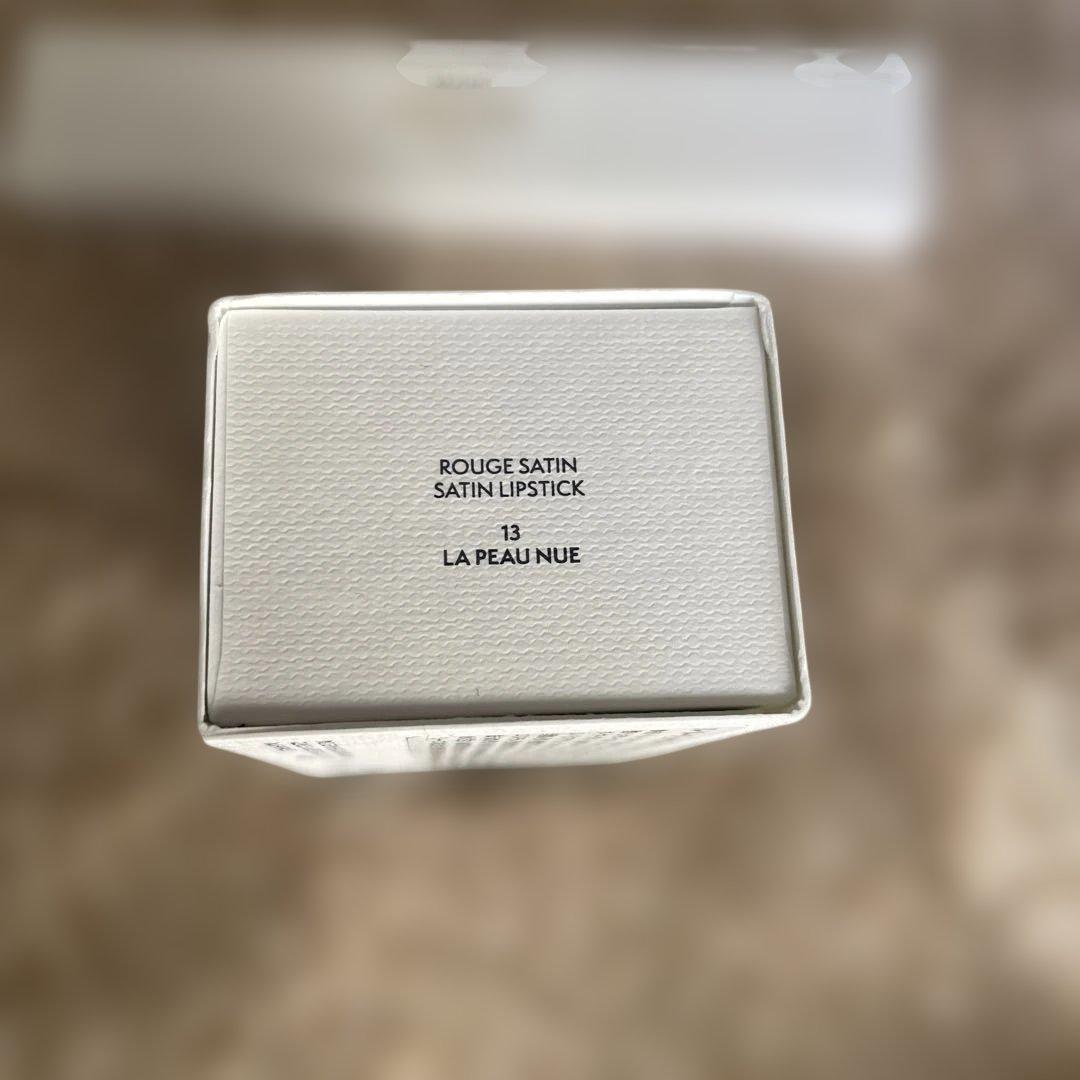 ROUGE SATIN
SATIN LIPSTICK
13
LA PEAU NUE